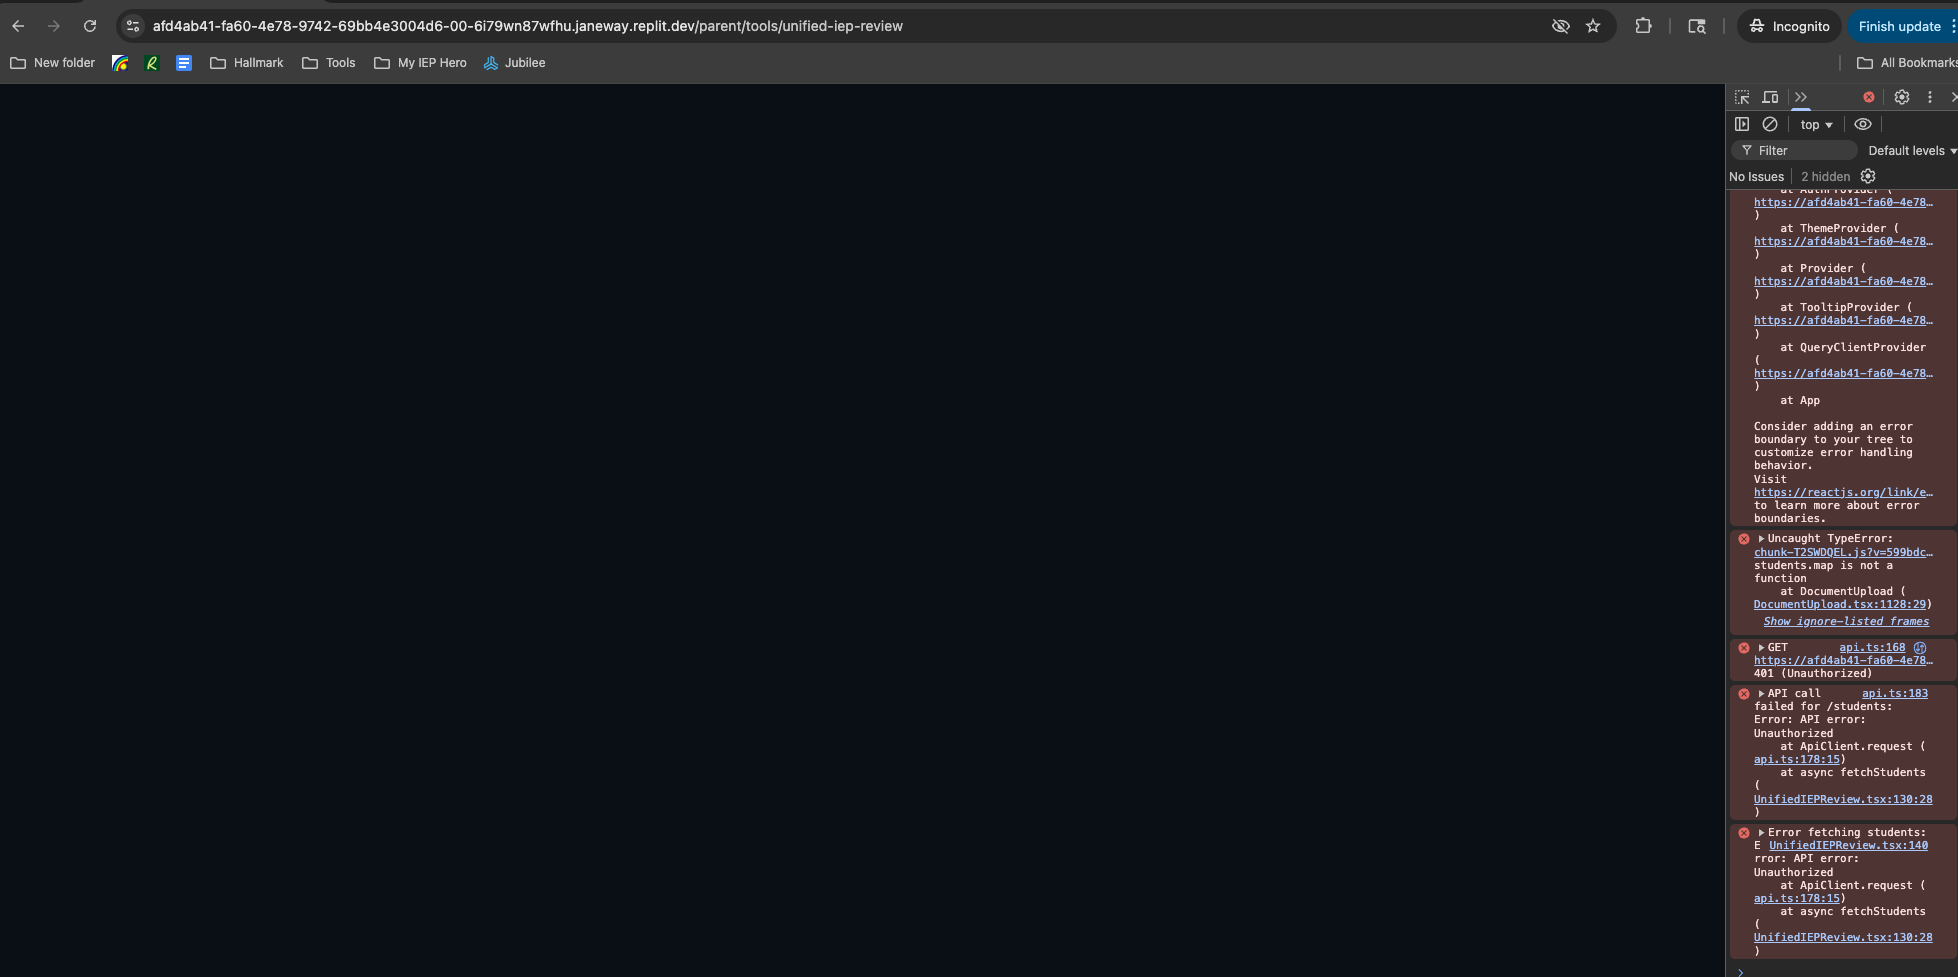 afd4ab41-fa60-4e78-9742-69bb4e3004d6-00-6i79wn87wfhu.janeway.replit.dev/parent/tools/unified-iep-review
Incognito
Finish update
New folder
Hallmark
Tools
My IEP Hero
Jubilee
All Bookmarks
top
Filter
Default levels
No Issues
2 hidden
at AuthProvider (
https://afd4ab41-fa60-4e78…
)
at ThemeProvider (
https://afd4ab41-fa60-4e78…
)
at Provider (
https://afd4ab41-fa60-4e78…
)
at TooltipProvider (
https://afd4ab41-fa60-4e78…
)
at QueryClientProvider
(
https://afd4ab41-fa60-4e78…
)
at App
Consider adding an error
boundary to your tree to
customize error handling
behavior.
Visit
https://reactjs.org/link/e…
to learn more about error
boundaries.
Uncaught TypeError:
chunk-T2SWDQEL.js?v=599bdc…
students.map is not a
function
at DocumentUpload (
DocumentUpload.tsx:1128:29)
Show ignore-listed frames
GET api.ts:168
https://afd4ab41-fa60-4e78…
401 (Unauthorized)
API call api.ts:183
failed for /students:
Error: API error:
Unauthorized
at ApiClient.request (
api.ts:178:15)
at async fetchStudents
(
UnifiedIEPReview.tsx:130:28
)
Error fetching students:
E UnifiedIEPReview.tsx:140
rror: API error:
Unauthorized
at ApiClient.request (
api.ts:178:15)
at async fetchStudents
(
UnifiedIEPReview.tsx:130:28
)